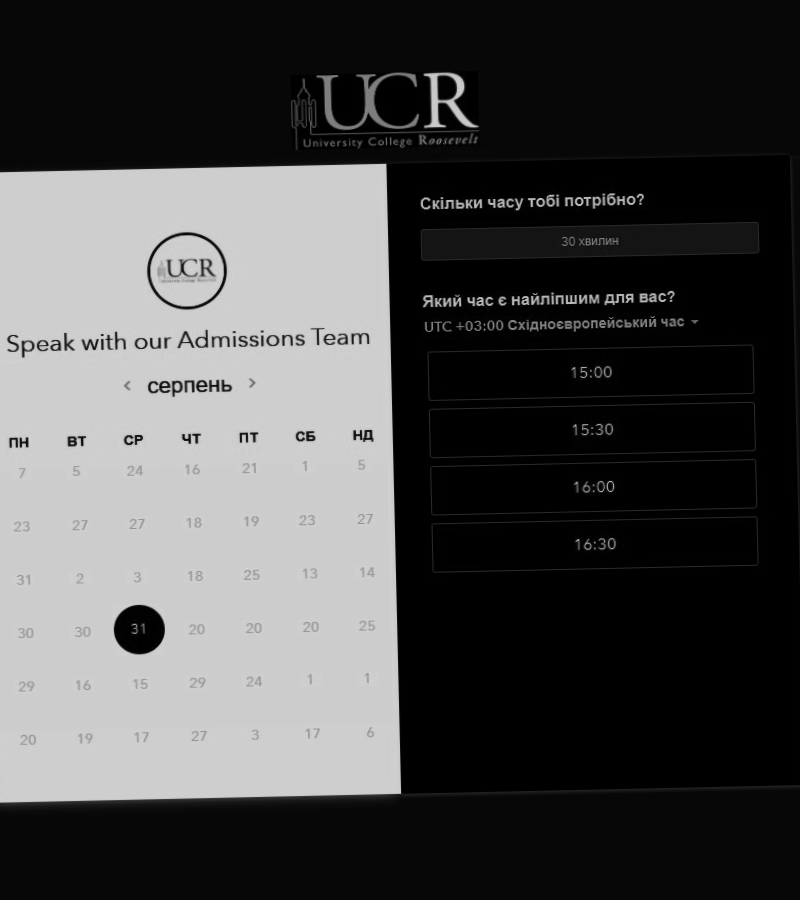 UCR
University College Roosevelt
UCR
Speak with our Admissions Team
серпень
ПН ВТ СР ЧТ ПТ СБ НД
7 5 24 16 21 1 5
23 27 27 18 19 23 27
31 2 3 18 25 13 14
30 30 31 20 20 20 25
29 16 15 29 24 1 1
20 19 17 27 3 17 6
Скільки часу тобі потрібно?
30 хвилин
Який час є найліпшим для вас?
UTC +03:00 Східноєвропейський час
15:00
15:30
16:00
16:30